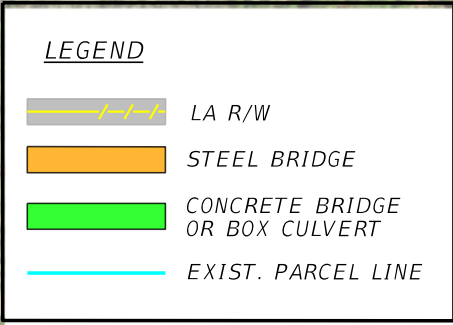 LEGEND
LA R/W
STEEL BRIDGE
CONCRETE BRIDGE
OR BOX CULVERT
EXIST. PARCEL LINE